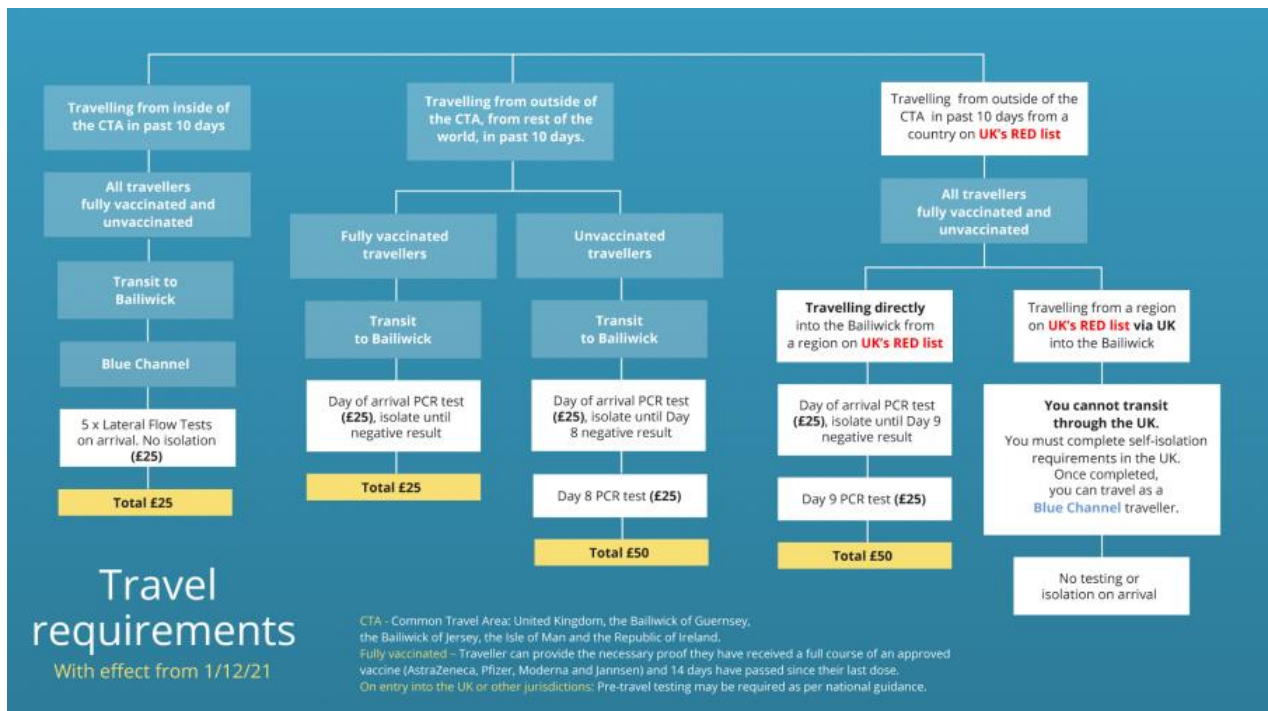 Travelling from inside of
the CTA in past 10 days
All travellers
fully vaccinated and
unvaccinated
Transit to
Bailiwick
Blue Channel
5 x Lateral Flow Tests
on arrival. No isolation
(£25)
Total £25
Travelling from outside of
the CTA, from rest of the
world, in past 10 days.
Fully vaccinated
travellers
Transit
to Bailiwick
Day of arrival PCR test
(£25), isolate until
negative result
Total £25
Unvaccinated
travellers
Transit
to Bailiwick
Day of arrival PCR test
(£25), isolate until Day
8 negative result
Day 8 PCR test (£25)
Total £50
Travelling from outside of the
CTA in past 10 days from a
country on UK's RED list
All travellers
fully vaccinated and
unvaccinated
Travelling directly
into the Bailiwick from
a region on UK's RED list
Day of arrival PCR test
(£25), isolate until Day 9
negative result
Day 9 PCR test (£25)
Total £50
Travelling from a region
on UK's RED list via UK
into the Bailiwick
You cannot transit
through the UK.
You must complete self-isolation
requirements in the UK.
Once completed,
you can travel as a
Blue Channel traveller.
No testing or
isolation on arrival
Travel
requirements
With effect from 1/12/21
CTA - Common Travel Area: United Kingdom, the Bailiwick of Guernsey,
the Bailiwick of Jersey, the Isle of Man and the Republic of Ireland.
Fully vaccinated – Traveller can provide the necessary proof they have received a full course of an approved
vaccine (AstraZeneca, Pfizer, Moderna and Jannsen) and 14 days have passed since their last dose.
On entry into the UK or other jurisdictions: Pre-travel testing may be required as per national guidance.